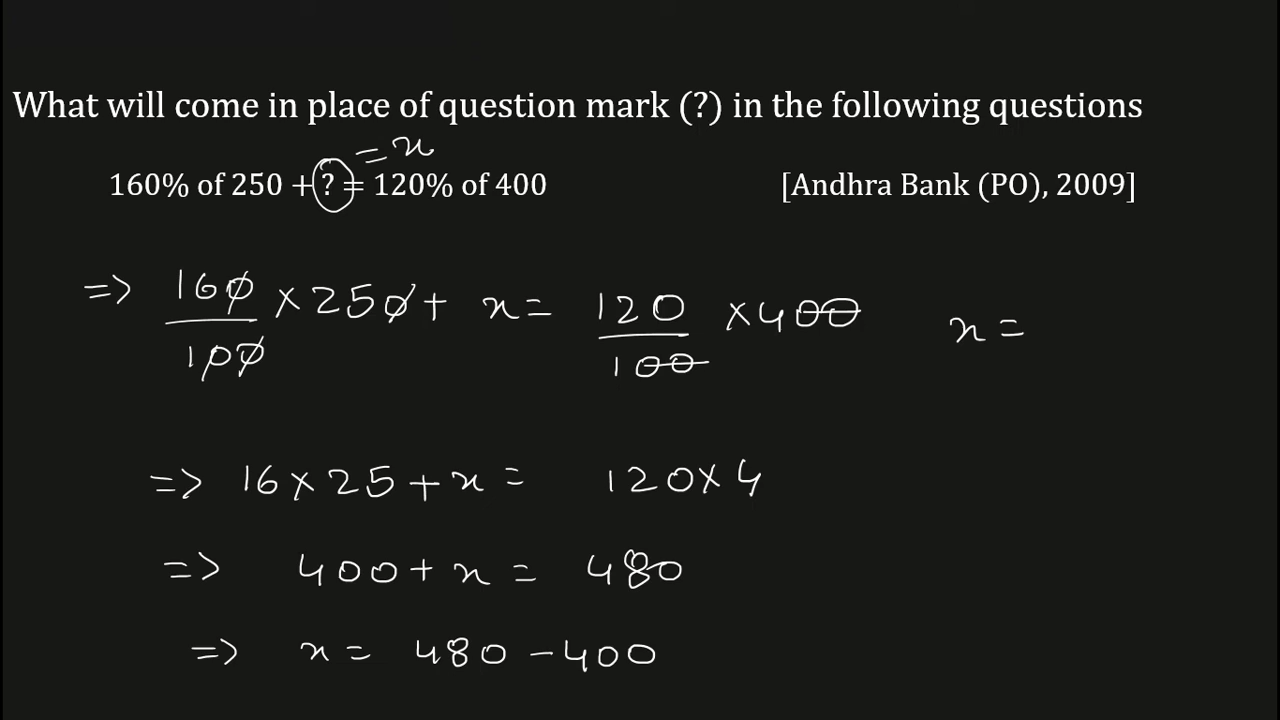 What will come in place of question mark (?) in the following questions
= x
160% of 250 + ? = 120% of 400 [Andhra Bank (PO), 2009]
=> 160/100 × 250 + x = 120/100 × 400 x =
=> 16 × 25 + x = 120 × 4
=> 400 + x = 480
=> x = 480 - 400